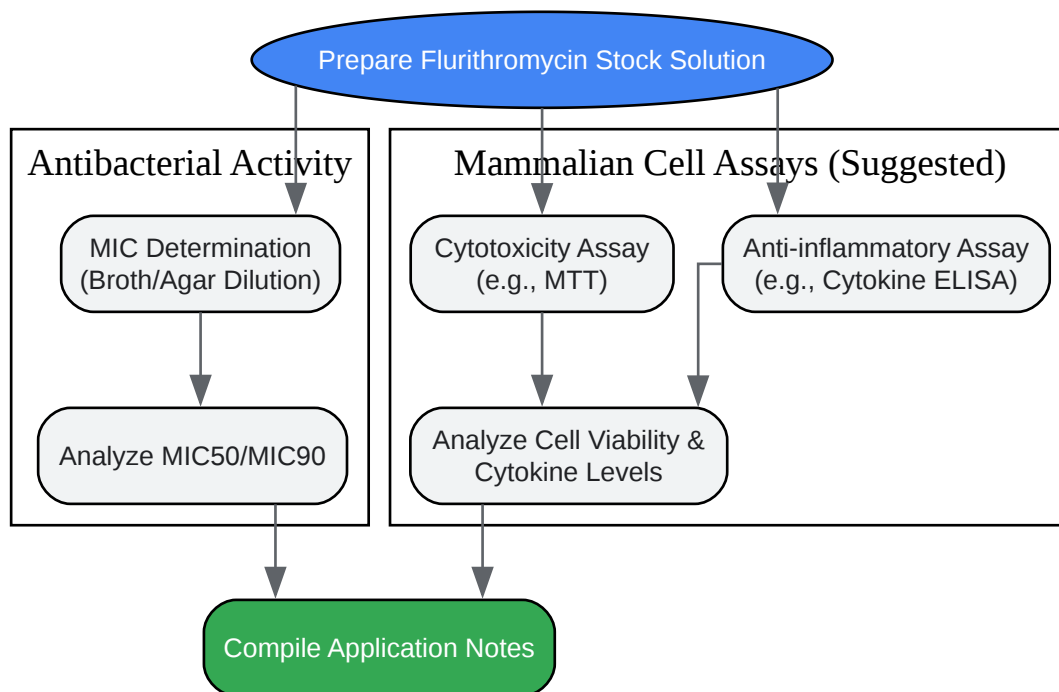 Prepare Flurithromycin Stock Solution
Antibacterial Activity
Mammalian Cell Assays (Suggested)
MIC Determination
(Broth/Agar Dilution)
Cytotoxicity Assay
(e.g., MTT)
Anti-inflammatory Assay
(e.g., Cytokine ELISA)
Analyze MIC50/MIC90
Analyze Cell Viability &
Cytokine Levels
Compile Application Notes